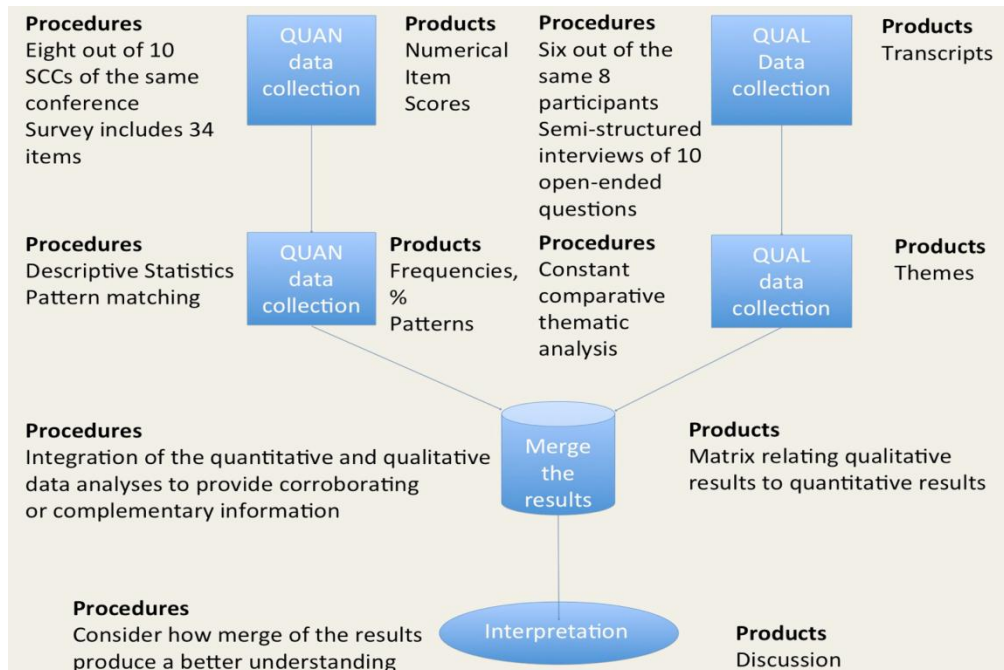 Procedures
Eight out of 10
SCCs of the same
conference
Survey includes 34
items
QUAN
data
collection
Products
Numerical
Item
Scores
Procedures
Six out of the
same 8
participants
Semi-structured
interviews of 10
open-ended
questions
QUAL
Data
collection
Products
Transcripts
Procedures
Descriptive Statistics
Pattern matching
QUAN
data
collection
Products
Frequencies,
%
Patterns
Procedures
Constant
comparative
thematic
analysis
QUAL
data
collection
Products
Themes
Procedures
Integration of the quantitative and qualitative
data analyses to provide corroborating
or complementary information
Merge
the
results
Products
Matrix relating qualitative
results to quantitative results
Procedures
Consider how merge of the results
produce a better understanding
Interpretation
Products
Discussion